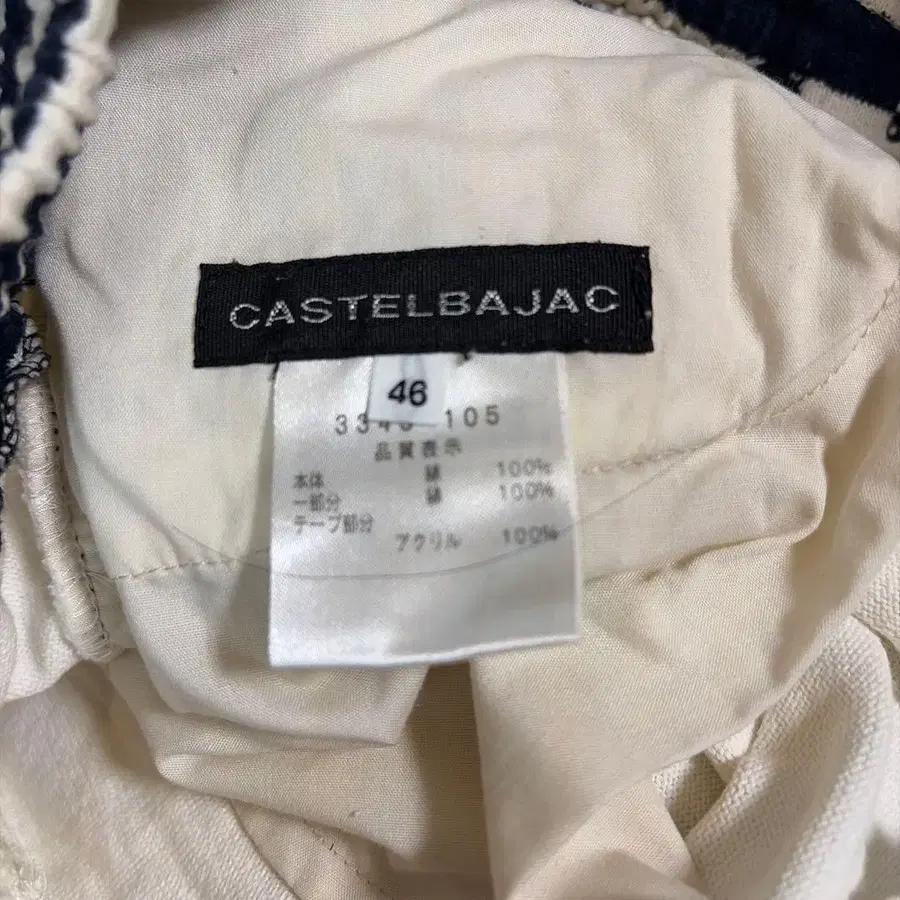 CASTELBAJAC
46
105
品質表示
本体 綿 100%
一部分 綿 100%
テープ部分
アクリル 100%